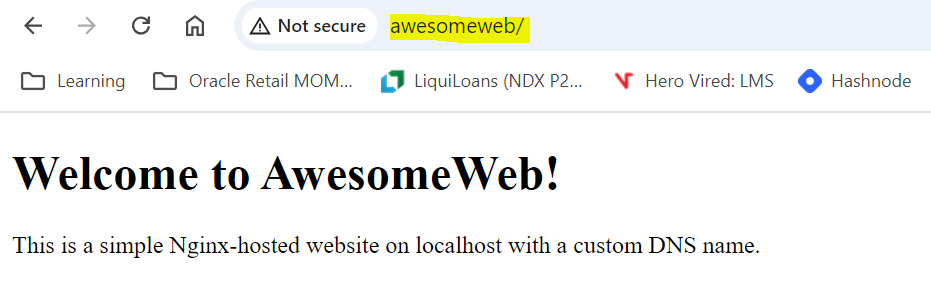 Not secure awesomeweb/
Learning Oracle Retail MOM... LiquiLoans (NDX P2... Hero Vired: LMS Hashnode
Welcome to AwesomeWeb!
This is a simple Nginx-hosted website on localhost with a custom DNS name.